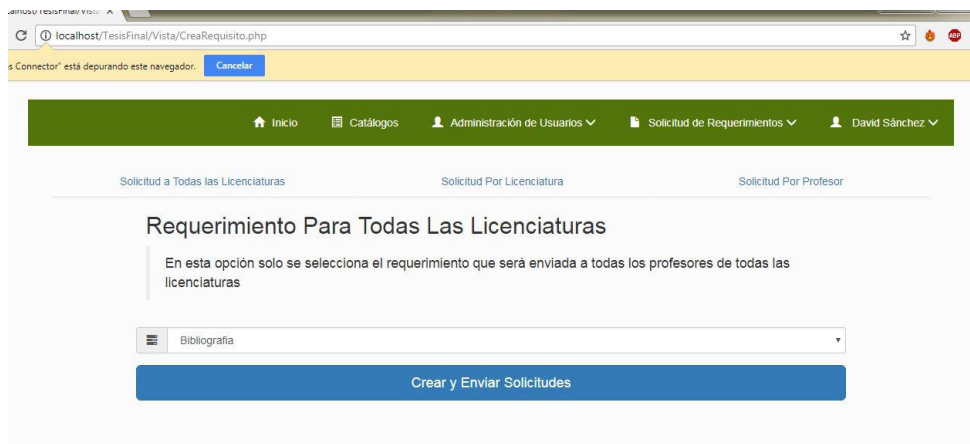 localhost/TesisFinal/Vista/CreaRequisito.php
ABP
Connector" está depurando este navegador. Cancelar
Inicio Catálogos Administración de Usuarios Solicitud de Requerimientos David Sánchez
Solicitud a Todas las Licenciaturas Solicitud Por Licenciatura Solicitud Por Profesor
Requerimiento Para Todas Las Licenciaturas
En esta opción solo se selecciona el requerimiento que será enviada a todas los profesores de todas las
licenciaturas
Bibliografia
Crear y Enviar Solicitudes